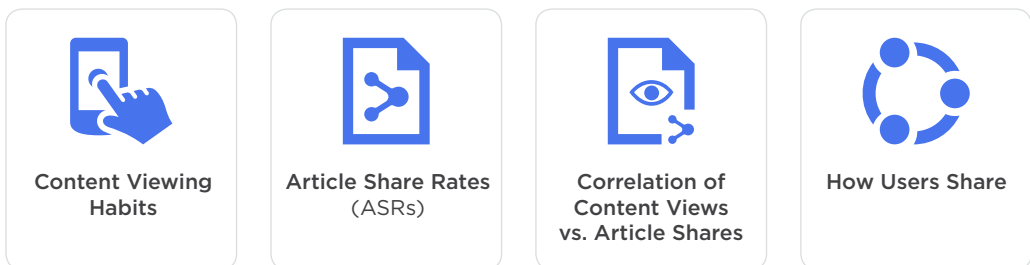 Content Viewing
Habits
Article Share Rates
(ASRs)
Correlation of
Content Views
vs. Article Shares
How Users Share